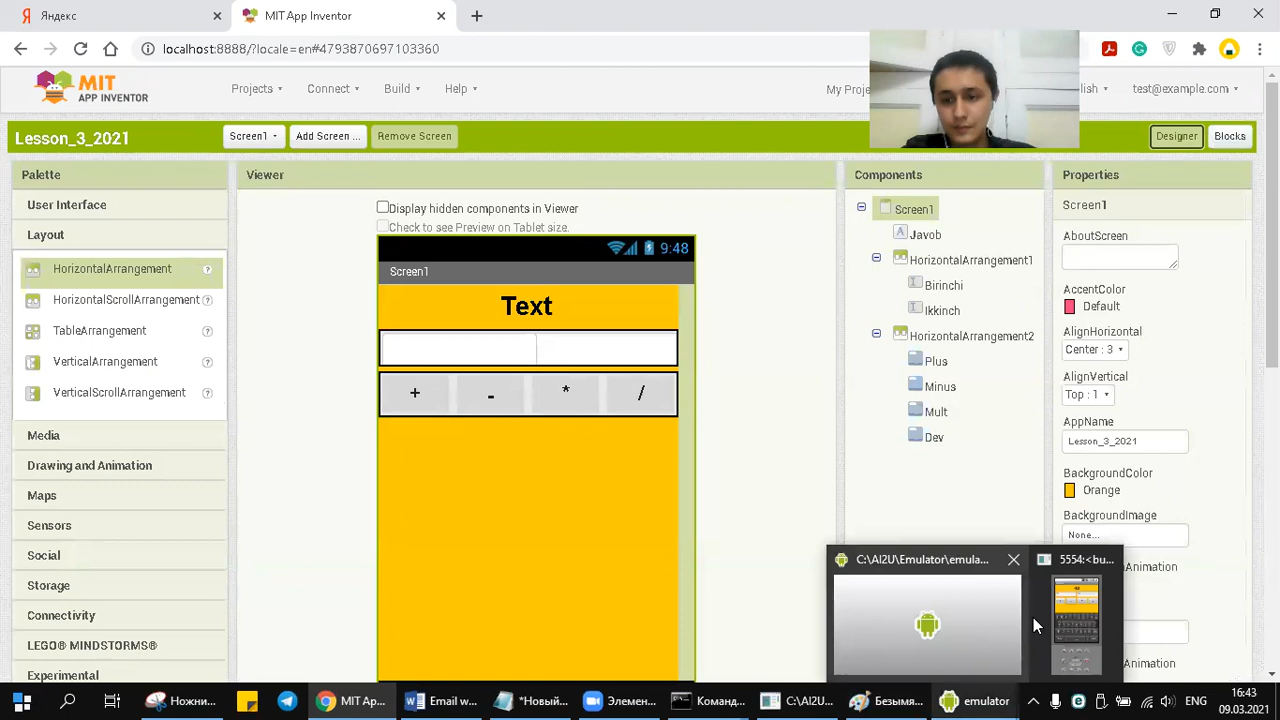 Яндекс
MIT App Inventor
localhost:8888/?locale=en#4793870697103360
MIT
APP INVENTOR
Projects
Connect
Build
Help
My Proje
lish
test@example.com
Lesson_3_2021
Screen1
Add Screen ...
Remove Screen
Designer
Blocks
Palette
User Interface
Layout
HorizontalArrangement
HorizontalScrollArrangement
TableArrangement
VerticalArrangement
VerticalScrollArrangement
Media
Drawing and Animation
Maps
Sensors
Social
Storage
Connectivity
LEGO® MINDSTORMS®
Experimental
Viewer
Display hidden components in Viewer
Check to see Preview on Tablet size.
9:48
Screen1
Text
+ - * /
Components
Screen1
Javob
HorizontalArrangement1
Birinchi
Ikkinch
HorizontalArrangement2
Plus
Minus
Mult
Dev
Properties
Screen1
AboutScreen
AccentColor
Default
AlignHorizontal
Center : 3
AlignVertical
Top : 1
AppName
Lesson_3_2021
BackgroundColor
Orange
BackgroundImage
None...
nimation
Animation
C:\AI2U\Emulator\emula...
5554:<bu...
Ножни...
MIT Ap...
Email w...
*Новый...
Элемен...
Команд...
C:\AI2U...
Безымя...
emulator
ENG
16:43
09.03.2021